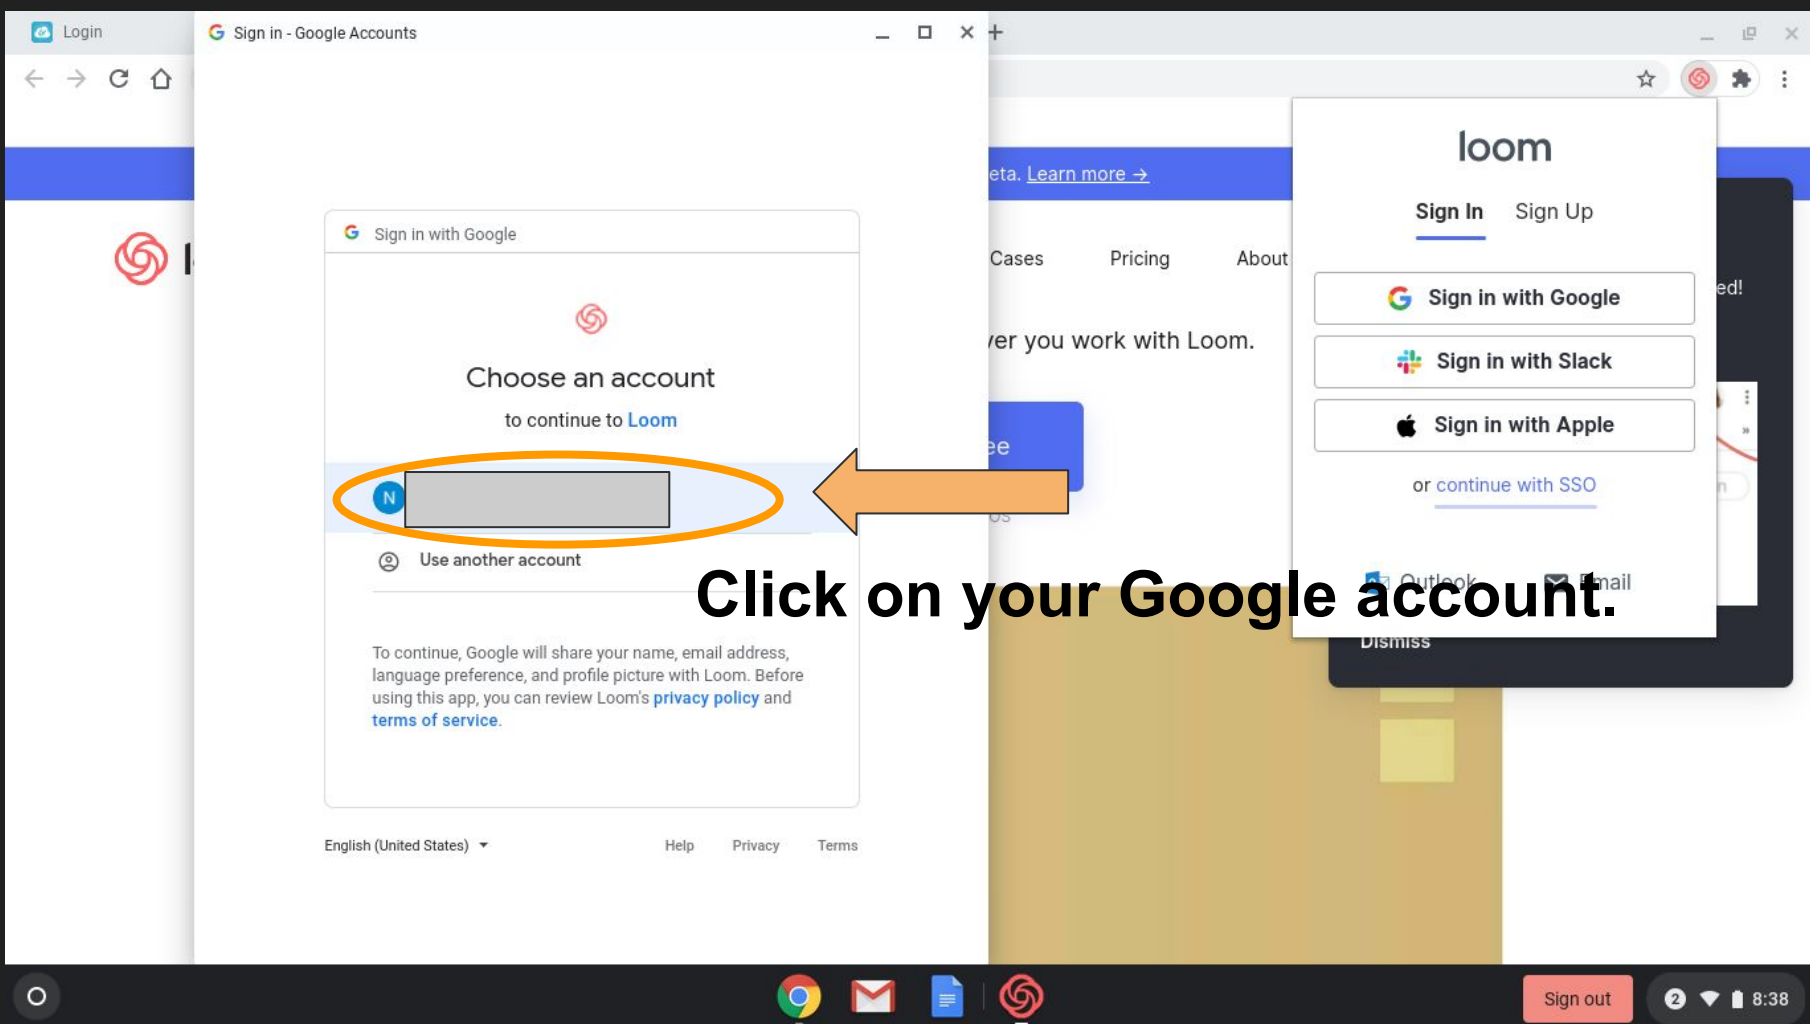 Login
Sign in - Google Accounts
eta. Learn more →
loom
Sign In Sign Up
Sign in with Google
Cases Pricing About
ed!
Sign in with Google
ver you work with Loom.
Sign in with Slack
Choose an account
to continue to Loom
Sign in with Apple
ee
or continue with SSO
N
n
os
Use another account
Click on your Google account.
Outlook Email
Dismiss
To continue, Google will share your name, email address,
language preference, and profile picture with Loom. Before
using this app, you can review Loom's privacy policy and
terms of service.
English (United States) Help Privacy Terms
Sign out 2 8:38